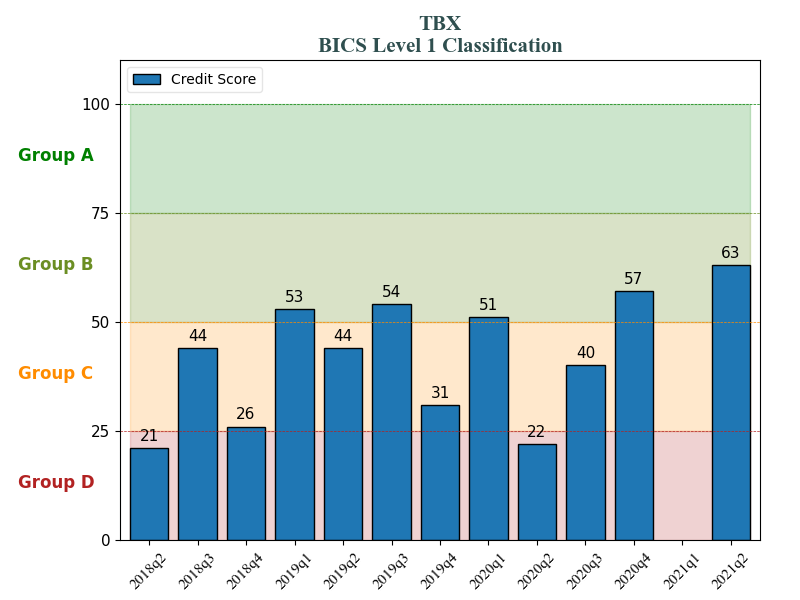 TBX
BICS Level 1 Classification
Credit Score
100
Group A
75
Group B
63
57
54
53
51
50
44
44
40
Group C
31
26
25
22
21
Group D
0
2018q2 2018q3 2018q4 2019q1 2019q2 2019q3 2019q4 2020q1 2020q2 2020q3 2020q4 2021q1 2021q2